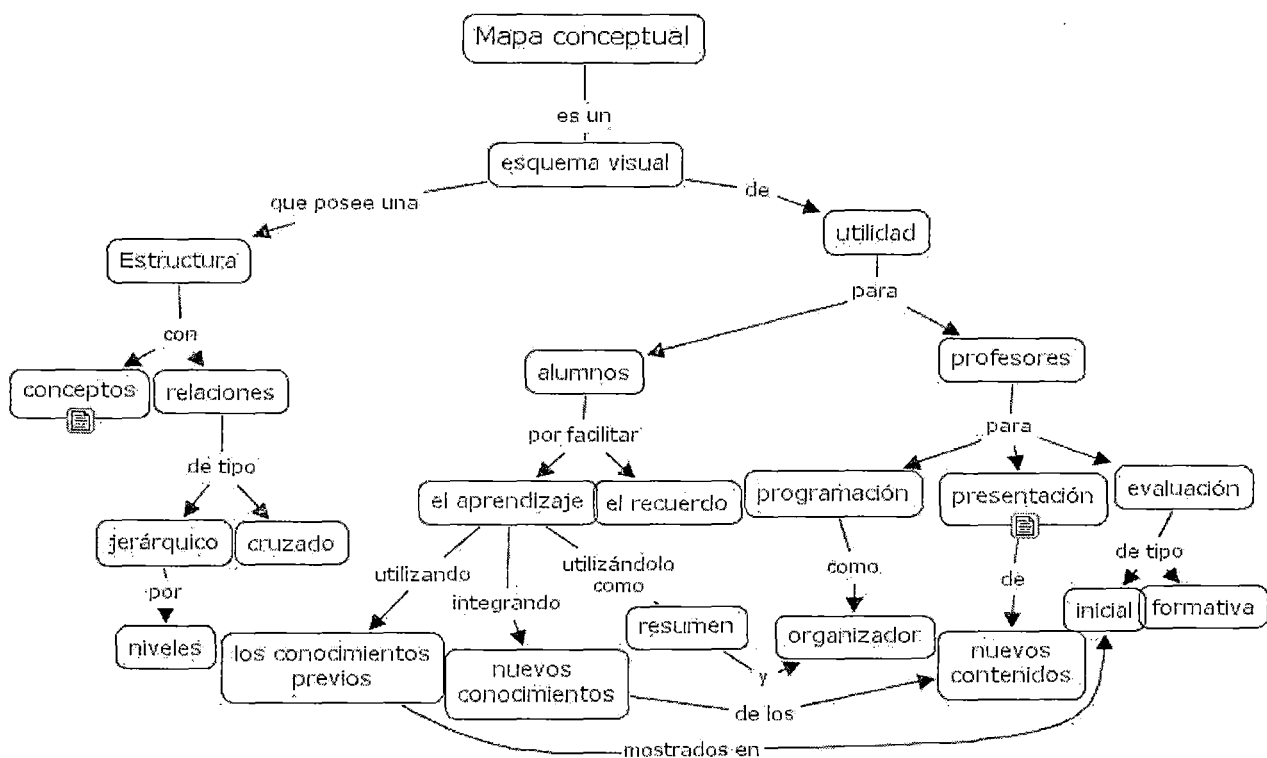 Mapa conceptual
es un
esquema visual
que posee una
de
utilidad
Estructura
para
con
profesores
alumnos
conceptos
relaciones
por facilitar
para
de tipo
el aprendizaje
el recuerdo
programación
presentación
evaluación
jerárquico
cruzado
utilizando
utilizándolo
como
como
de
de tipo
por
integrando
inicial
formativa
niveles
los conocimientos
previos
resumen
organizador
nuevos
conocimientos
nuevos
contenidos
y
de los
mostrados en